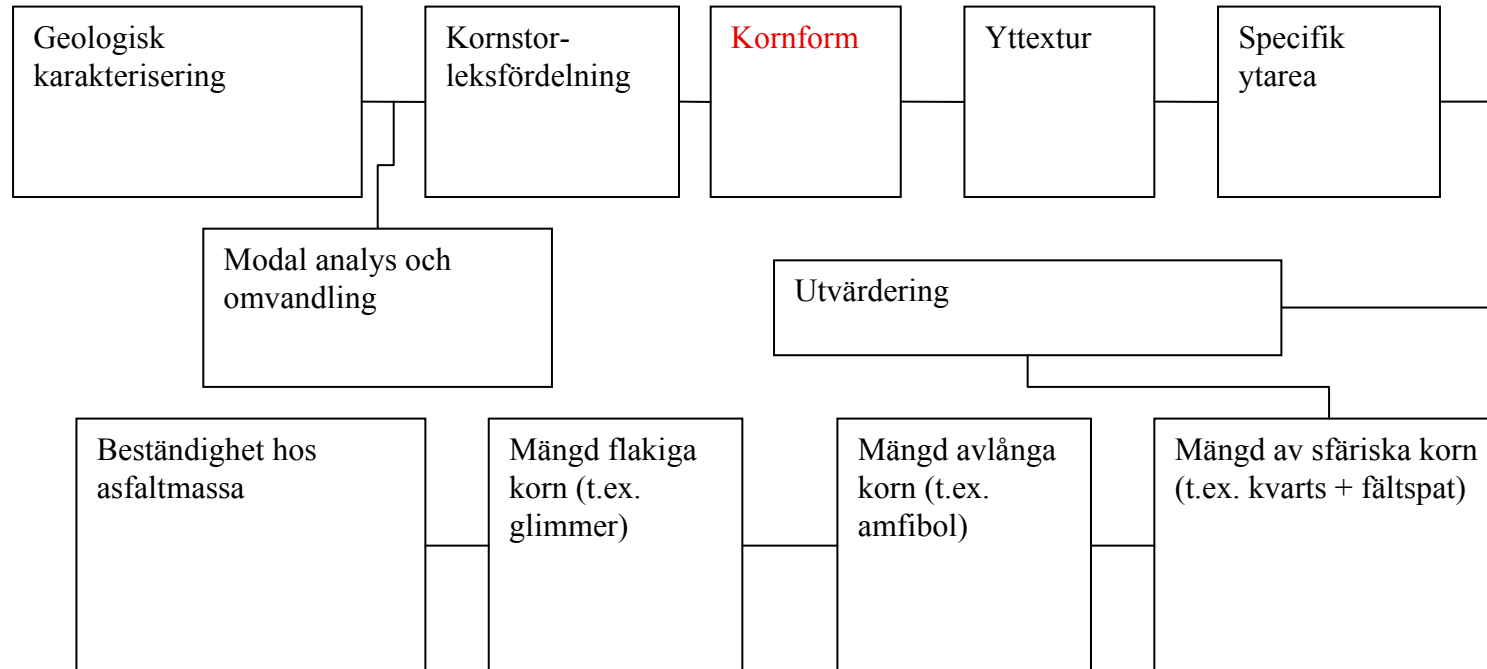 Geologisk
karakterisering
Kornstor-
leksfördelning
Kornform
Yttextur
Specifik
ytarea
Modal analys och
omvandling
Utvärdering
Beständighet hos
asfaltmassa
Mängd flakiga
korn (t.ex.
glimmer)
Mängd avlånga
korn (t.ex.
amfibol)
Mängd av sfäriska korn
(t.ex. kvarts + fältspat)